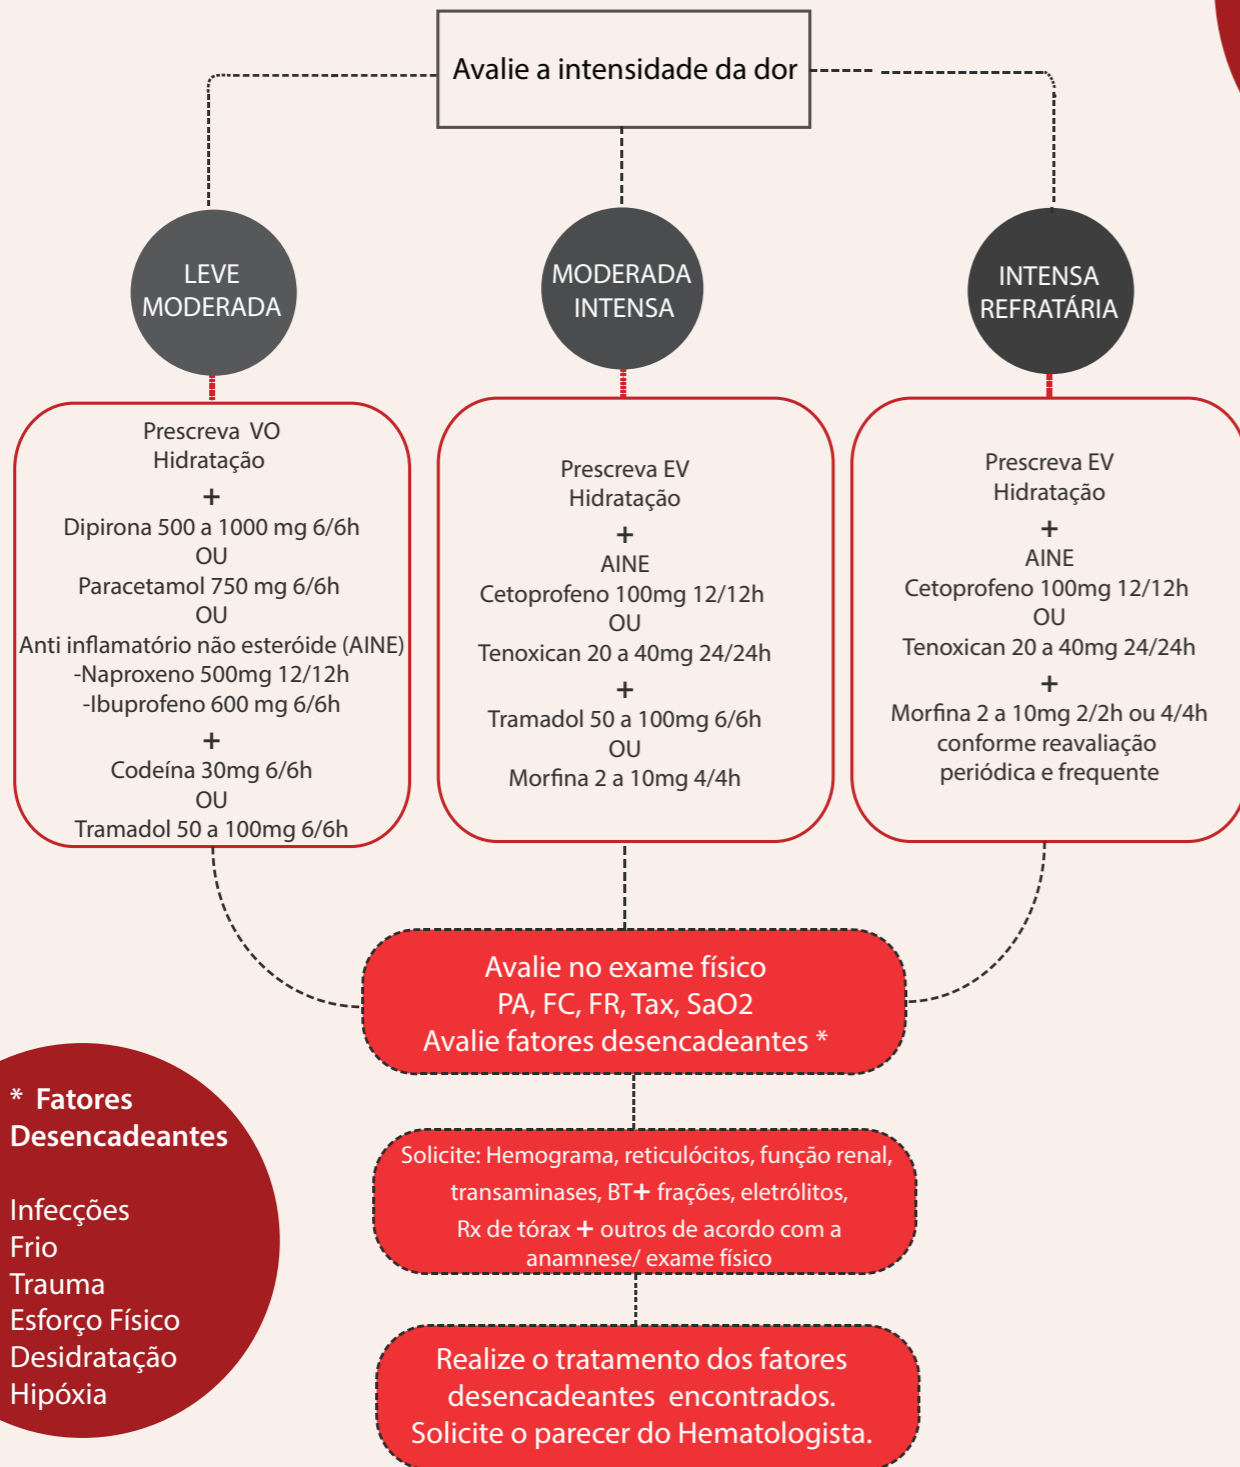 Avalie a intensidade da dor
LEVE
MODERADA
Prescreva VO
Hidratação
+
Dipirona 500 a 1000 mg 6/6h
OU
Paracetamol 750 mg 6/6h
OU
Anti inflamatório não esteróide (AINE)
-Naproxeno 500mg 12/12h
-Ibuprofeno 600 mg 6/6h
+
Codeína 30mg 6/6h
OU
Tramadol 50 a 100mg 6/6h
MODERADA
INTENSA
Prescreva EV
Hidratação
+
AINE
Cetoprofeno 100mg 12/12h
OU
Tenoxican 20 a 40mg 24/24h
+
Tramadol 50 a 100mg 6/6h
OU
Morfina 2 a 10mg 4/4h
INTENSA
REFRATÁRIA
Prescreva EV
Hidratação
+
AINE
Cetoprofeno 100mg 12/12h
OU
Tenoxican 20 a 40mg 24/24h
+
Morfina 2 a 10mg 2/2h ou 4/4h
conforme reavaliação
periódica e frequente
Avalie no exame físico
PA, FC, FR, Tax, SaO2
Avalie fatores desencadeantes *
Solicite: Hemograma, reticulócitos, função renal,
transaminases, BT+ frações, eletrólitos,
Rx de tórax + outros de acordo com a
anamnese/ exame físico
Realize o tratamento dos fatores
desencadeantes encontrados.
Solicite o parecer do Hematologista.
* Fatores
Desencadeantes
Infecções
Frio
Trauma
Esforço Físico
Desidratação
Hipóxia